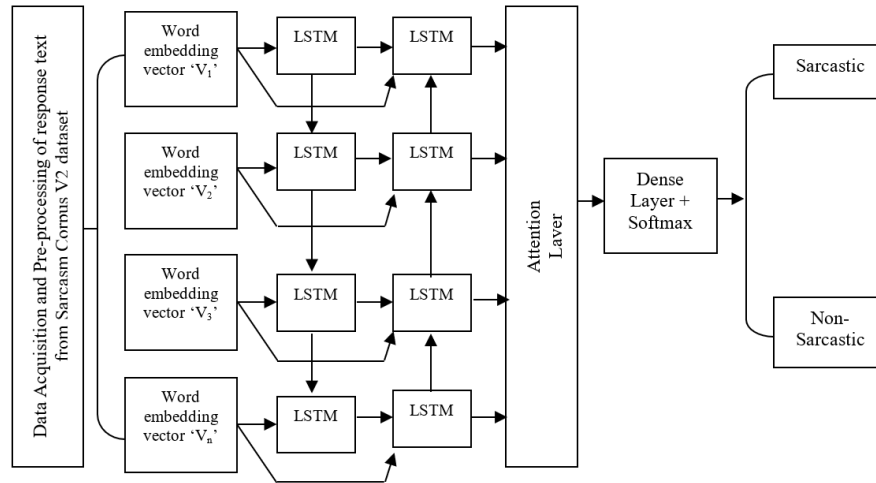 Data Acquisition and Pre-processing of response text
from Sarcasm Cornus V2 dataset
Word
embedding
vector ‘V₁’
LSTM
LSTM
Word
embedding
vector ‘V₂’
LSTM
LSTM
Word
embedding
vector ‘V₃’
LSTM
LSTM
Word
embedding
vector ‘Vₙ’
LSTM
LSTM
Attention
Laver
Dense
Layer +
Softmax
Sarcastic
Non-
Sarcastic